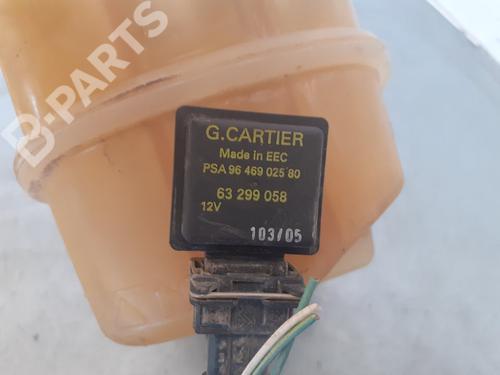 B-PARTS
G.CARTIER
Made in EEC
PSA 96 469 025 80
63 299 058
12V
103/05